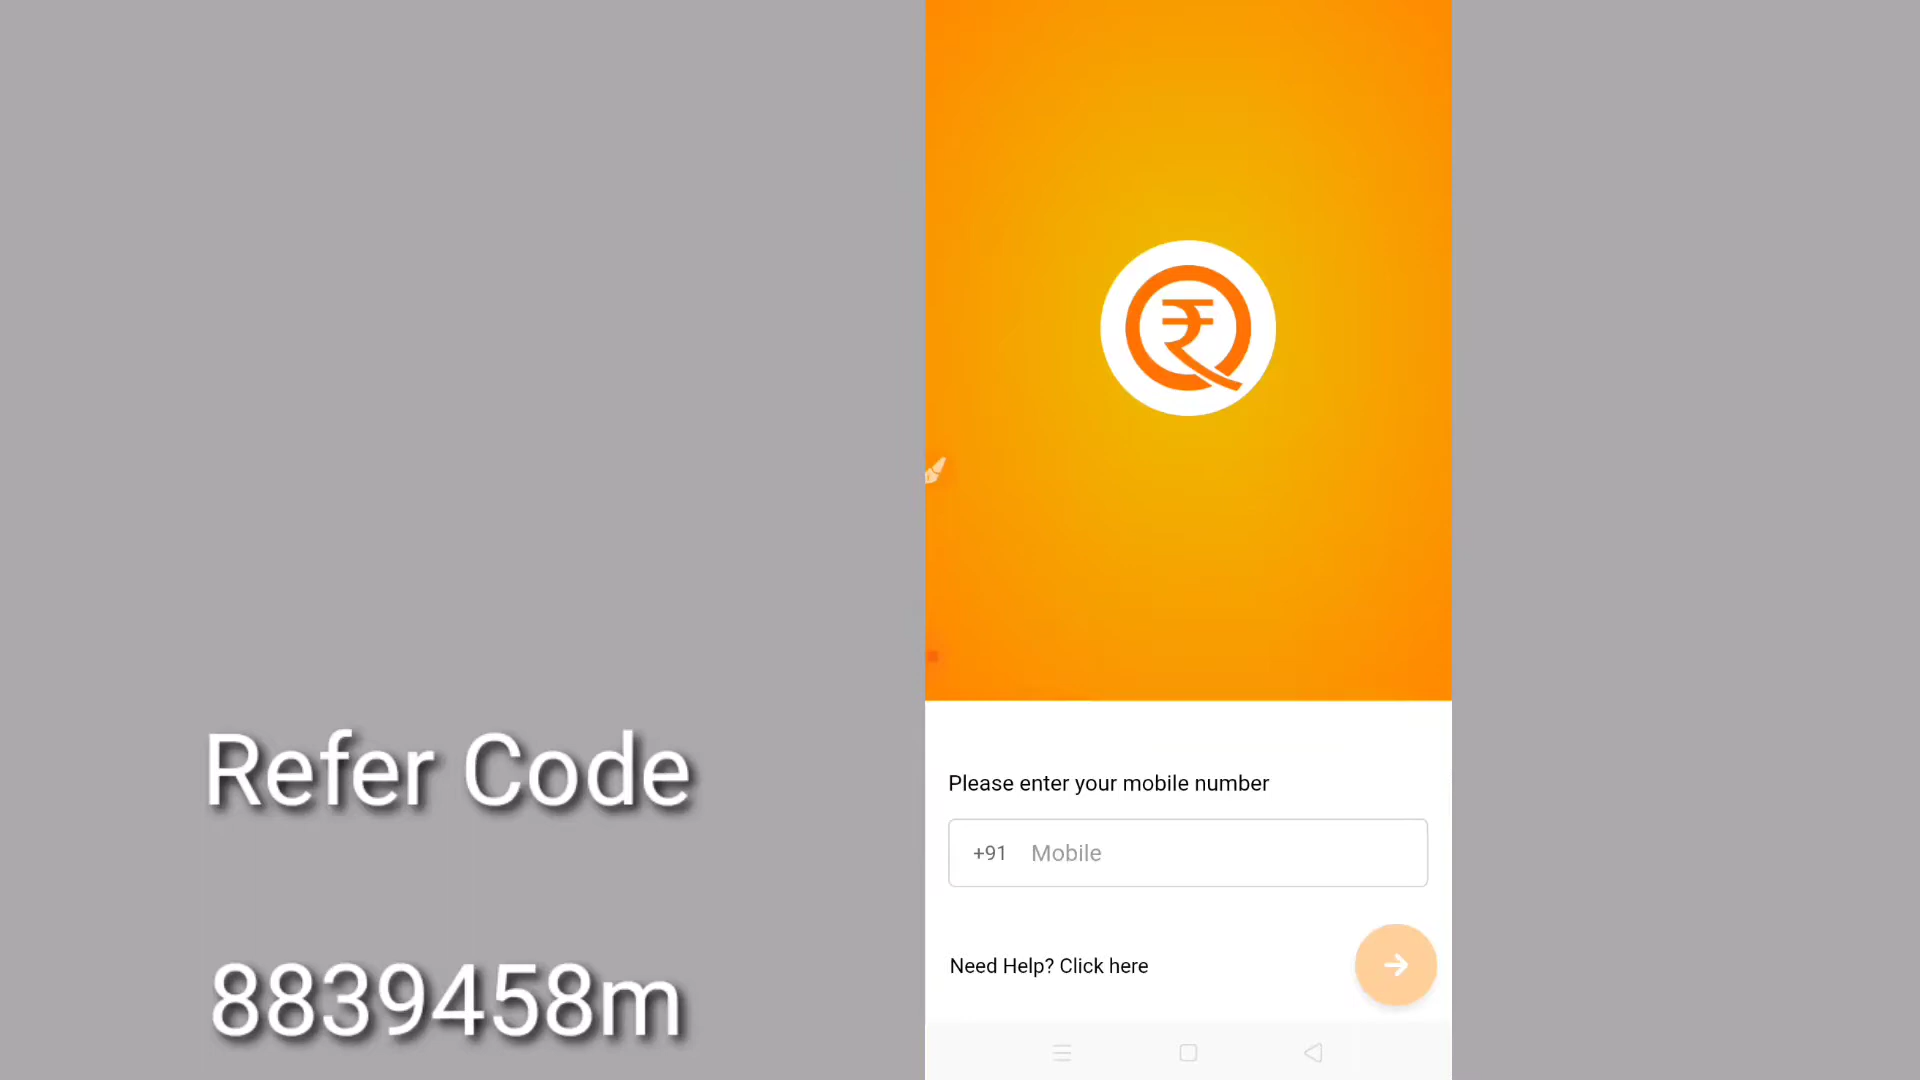 Refer Code
8839458m
₹
Please enter your mobile number
+91 Mobile
Need Help? Click here